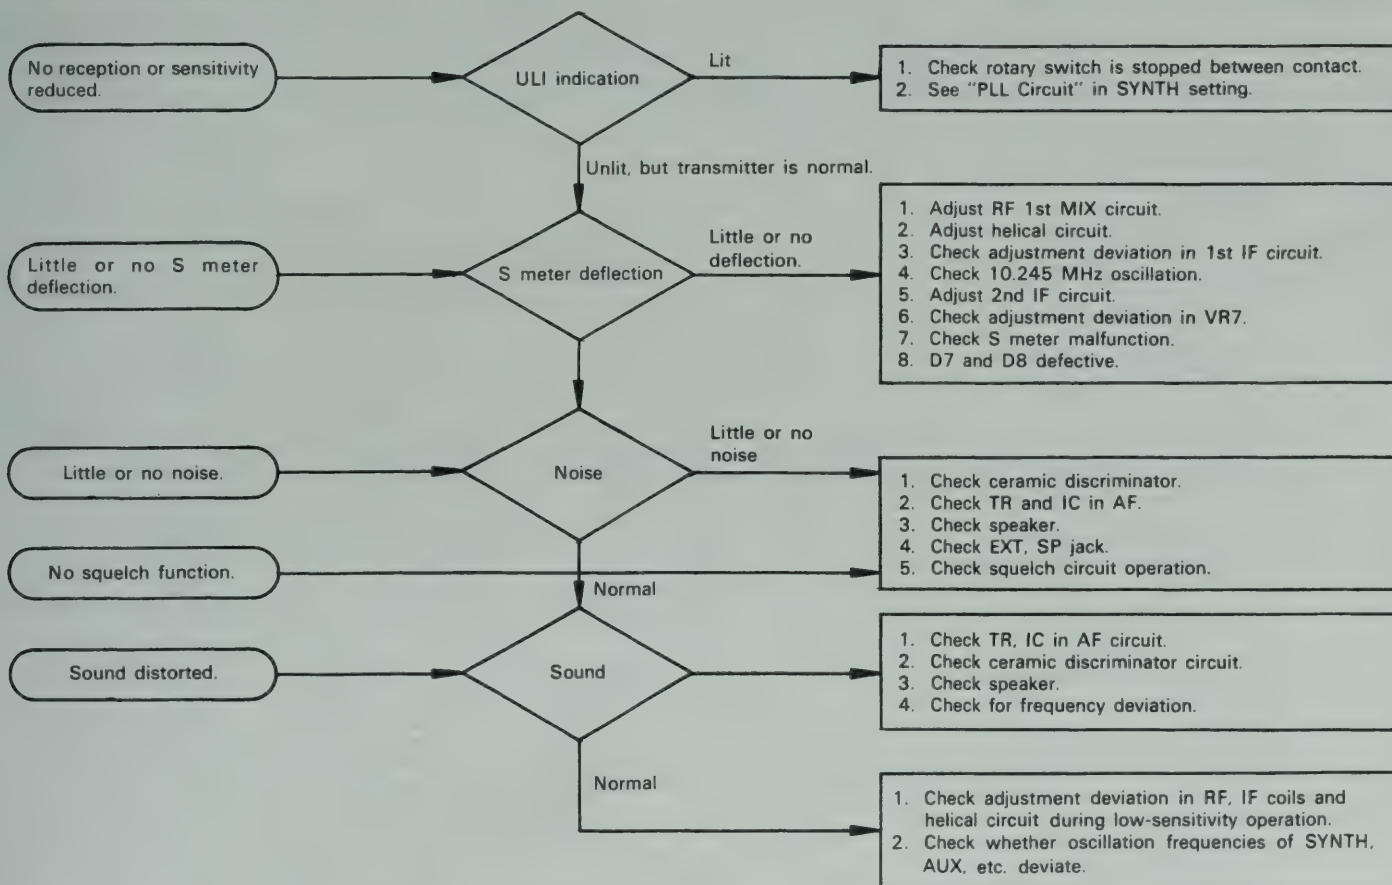 No reception or sensitivity
reduced.
ULI indication
Lit
1. Check rotary switch is stopped between contact.
2. See "PLL Circuit" in SYNTH setting.
Unlit, but transmitter is normal.
Little or no S meter
deflection.
S meter deflection
Little or no
deflection.
1. Adjust RF 1st MIX circuit.
2. Adjust helical circuit.
3. Check adjustment deviation in 1st IF circuit.
4. Check 10.245 MHz oscillation.
5. Adjust 2nd IF circuit.
6. Check adjustment deviation in VR7.
7. Check S meter malfunction.
8. D7 and D8 defective.
Little or no noise.
Noise
Little or no
noise
1. Check ceramic discriminator.
2. Check TR and IC in AF.
3. Check speaker.
4. Check EXT, SP jack.
5. Check squelch circuit operation.
No squelch function.
Normal
Sound distorted.
Sound
1. Check TR, IC in AF circuit.
2. Check ceramic discriminator circuit.
3. Check speaker.
4. Check for frequency deviation.
Normal
1. Check adjustment deviation in RF, IF coils and
helical circuit during low-sensitivity operation.
2. Check whether oscillation frequencies of SYNTH,
AUX, etc. deviate.